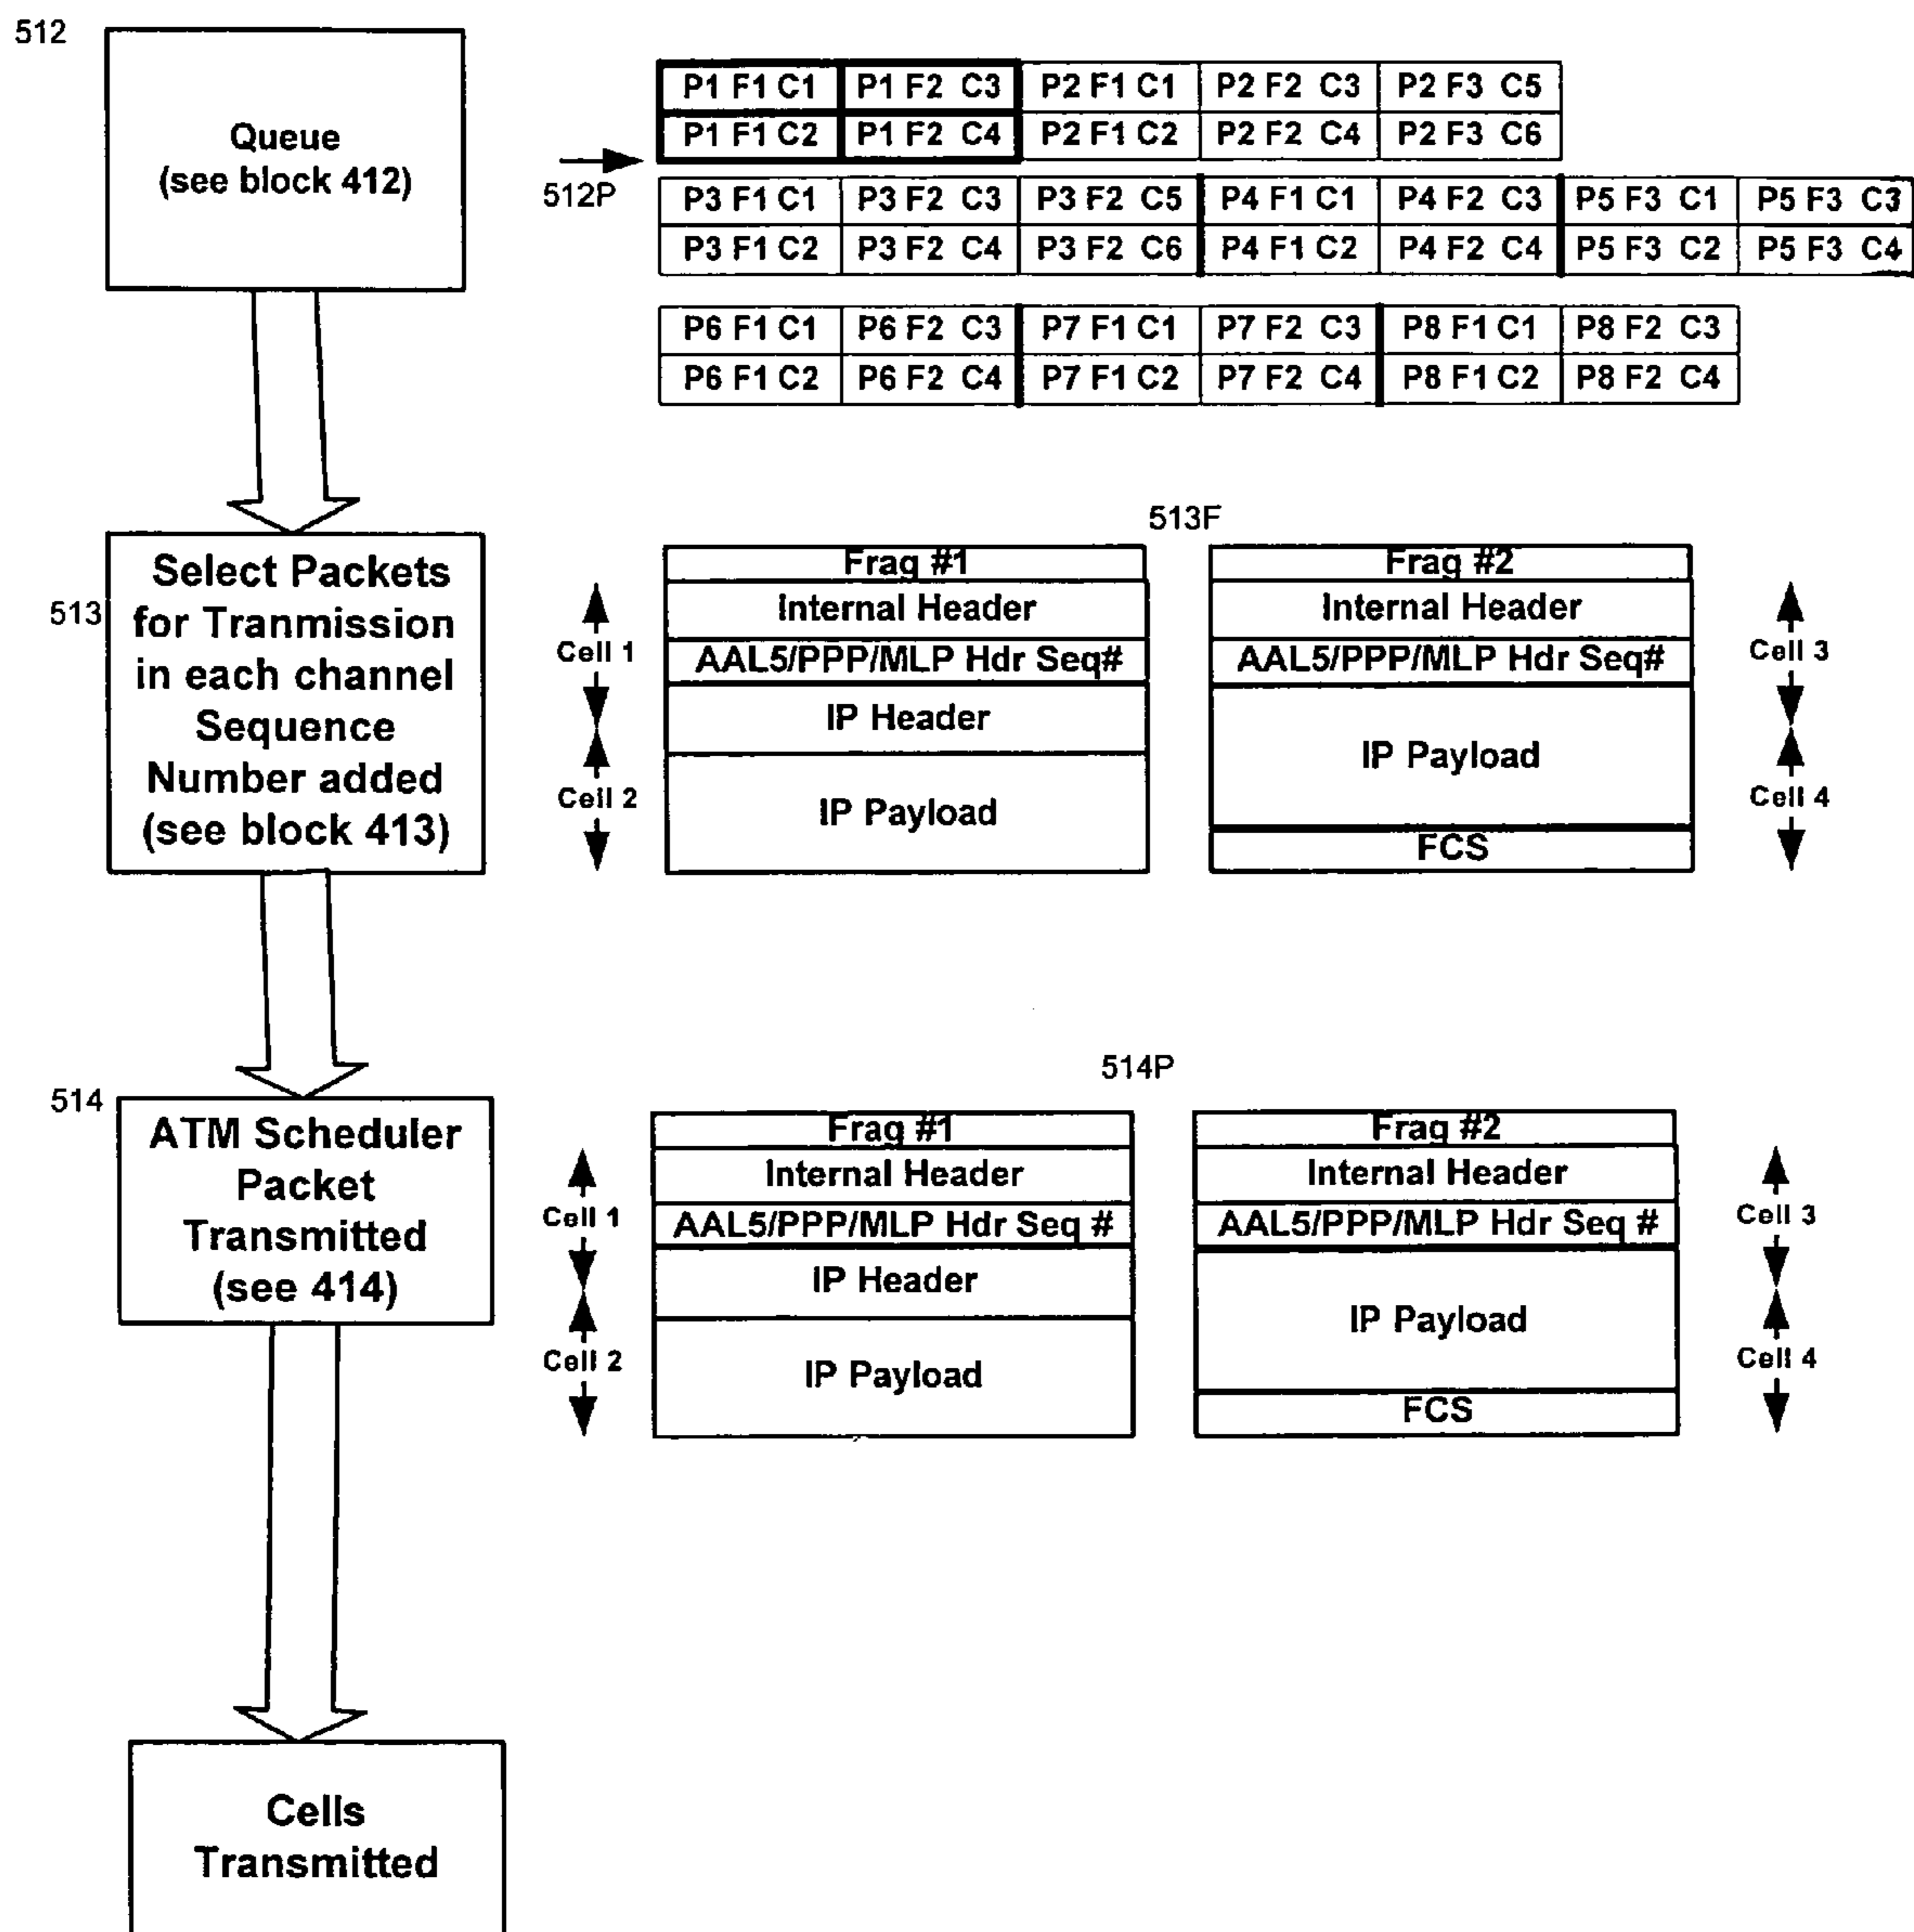 512
Queue
(see block 412)
512P
P1 F1 C1 P1 F2 C3 P2 F1 C1 P2 F2 C3 P2 F3 C5
P1 F1 C2 P1 F2 C4 P2 F1 C2 P2 F2 C4 P2 F3 C6
P3 F1 C1 P3 F2 C3 P3 F2 C5 P4 F1 C1 P4 F2 C3 P5 F3 C1 P5 F3 C3
P3 F1 C2 P3 F2 C4 P3 F2 C6 P4 F1 C2 P4 F2 C4 P5 F3 C2 P5 F3 C4
P6 F1 C1 P6 F2 C3 P7 F1 C1 P7 F2 C3 P8 F1 C1 P8 F2 C3
P6 F1 C2 P6 F2 C4 P7 F1 C2 P7 F2 C4 P8 F1 C2 P8 F2 C4
513
Select Packets
for Tranmission
in each channel
Sequence
Number added
(see block 413)
513F
Cell 1
Cell 2
Frag #1
Internal Header
AAL5/PPP/MLP Hdr Seq#
IP Header
IP Payload
Frag #2
Internal Header
AAL5/PPP/MLP Hdr Seq#
IP Payload
FCS
Cell 3
Cell 4
514
ATM Scheduler
Packet
Transmitted
(see 414)
514P
Cell 1
Cell 2
Frag #1
Internal Header
AAL5/PPP/MLP Hdr Seq #
IP Header
IP Payload
Frag #2
Internal Header
AAL5/PPP/MLP Hdr Seq #
IP Payload
FCS
Cell 3
Cell 4
Cells
Transmitted